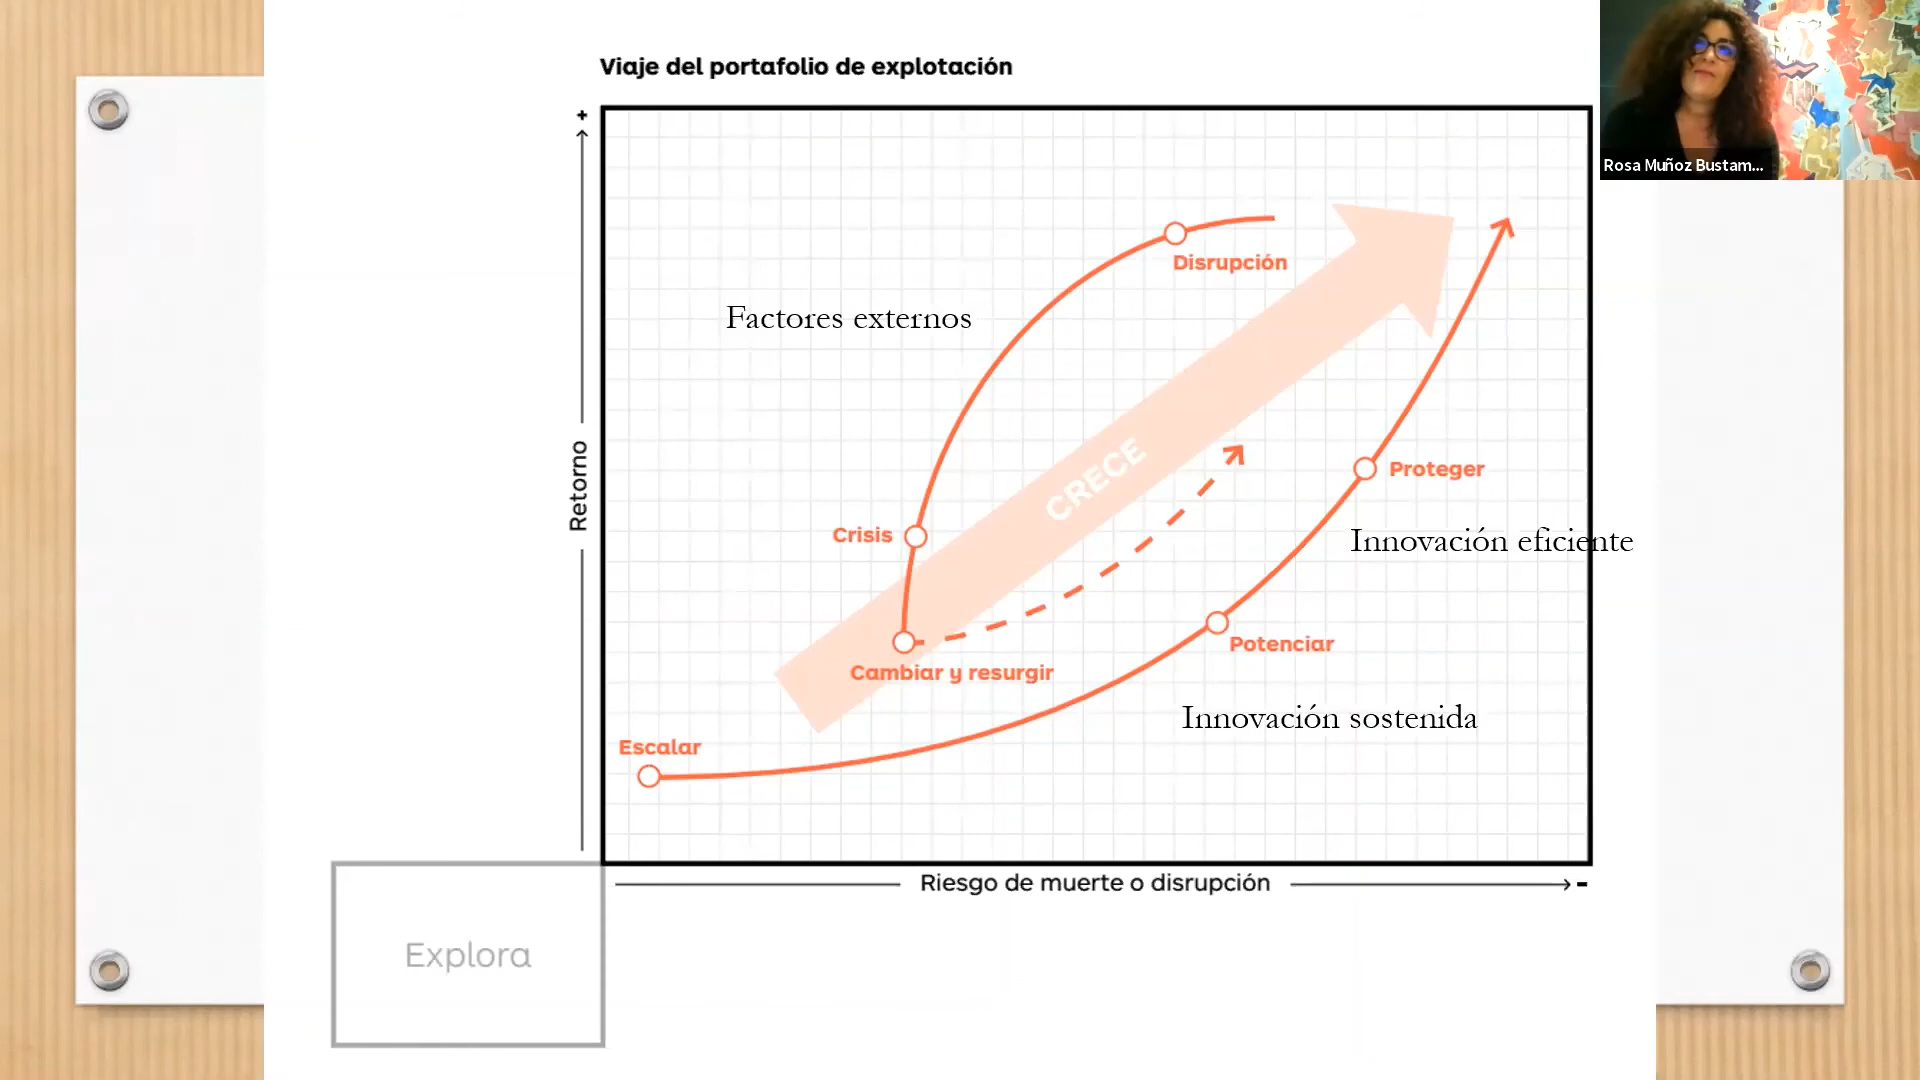 Viaje del portafolio de explotación
Rosa Muñoz Bustam...
+
Disrupción
Factores externos
CRECE
Retorno
Proteger
Crisis
Innovación eficiente
Potenciar
Cambiar y resurgir
Innovación sostenida
Escalar
Riesgo de muerte o disrupción
-
Explora